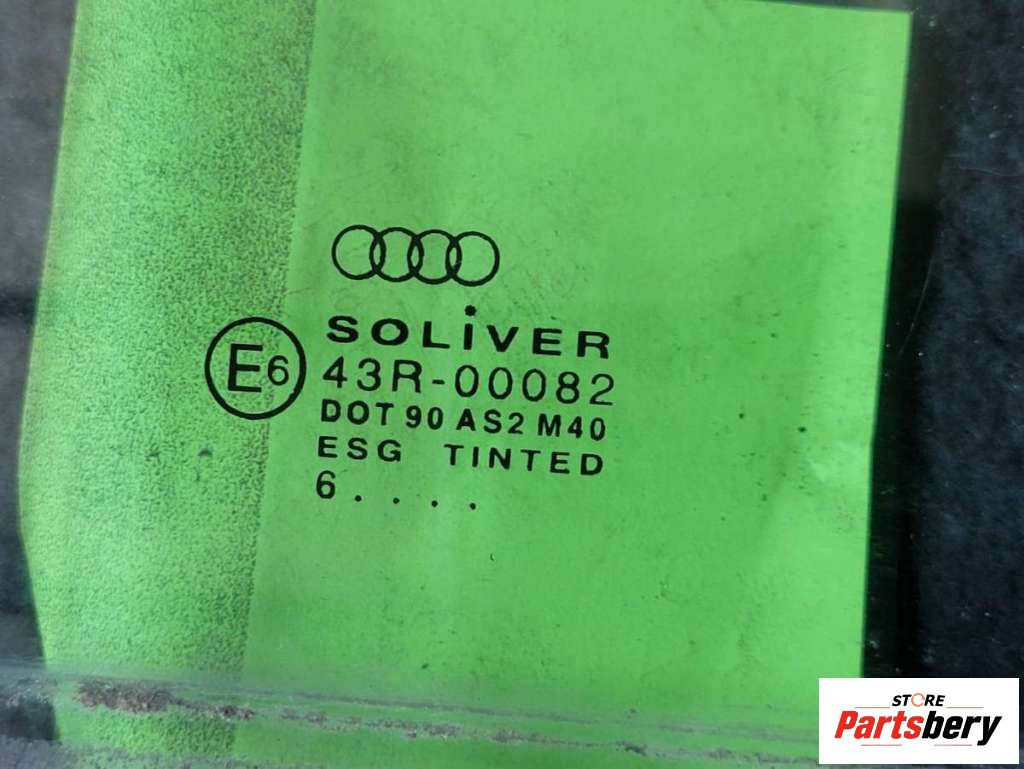 SOLiVER
E6
43R-00082
DOT 90 AS2 M40
ESG TINTED
6....
STORE
Partsbery